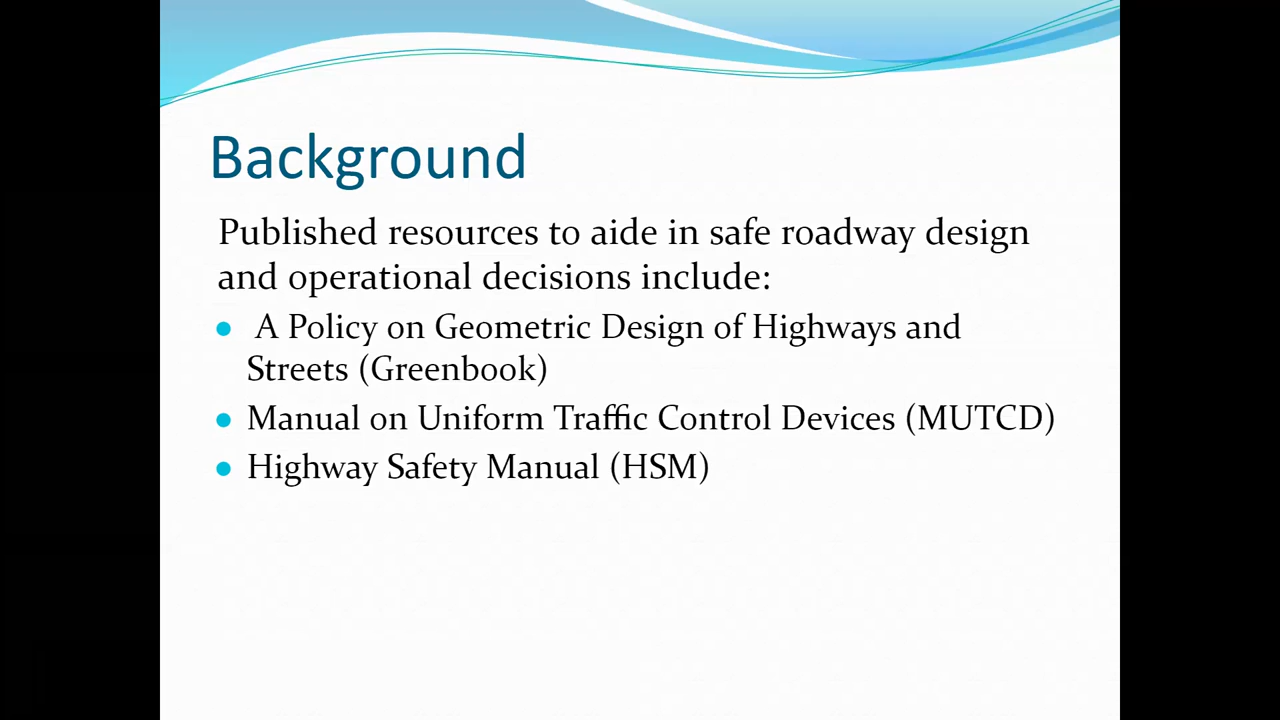 Background
Published resources to aide in safe roadway design
and operational decisions include:
● A Policy on Geometric Design of Highways and
Streets (Greenbook)
● Manual on Uniform Traffic Control Devices (MUTCD)
● Highway Safety Manual (HSM)